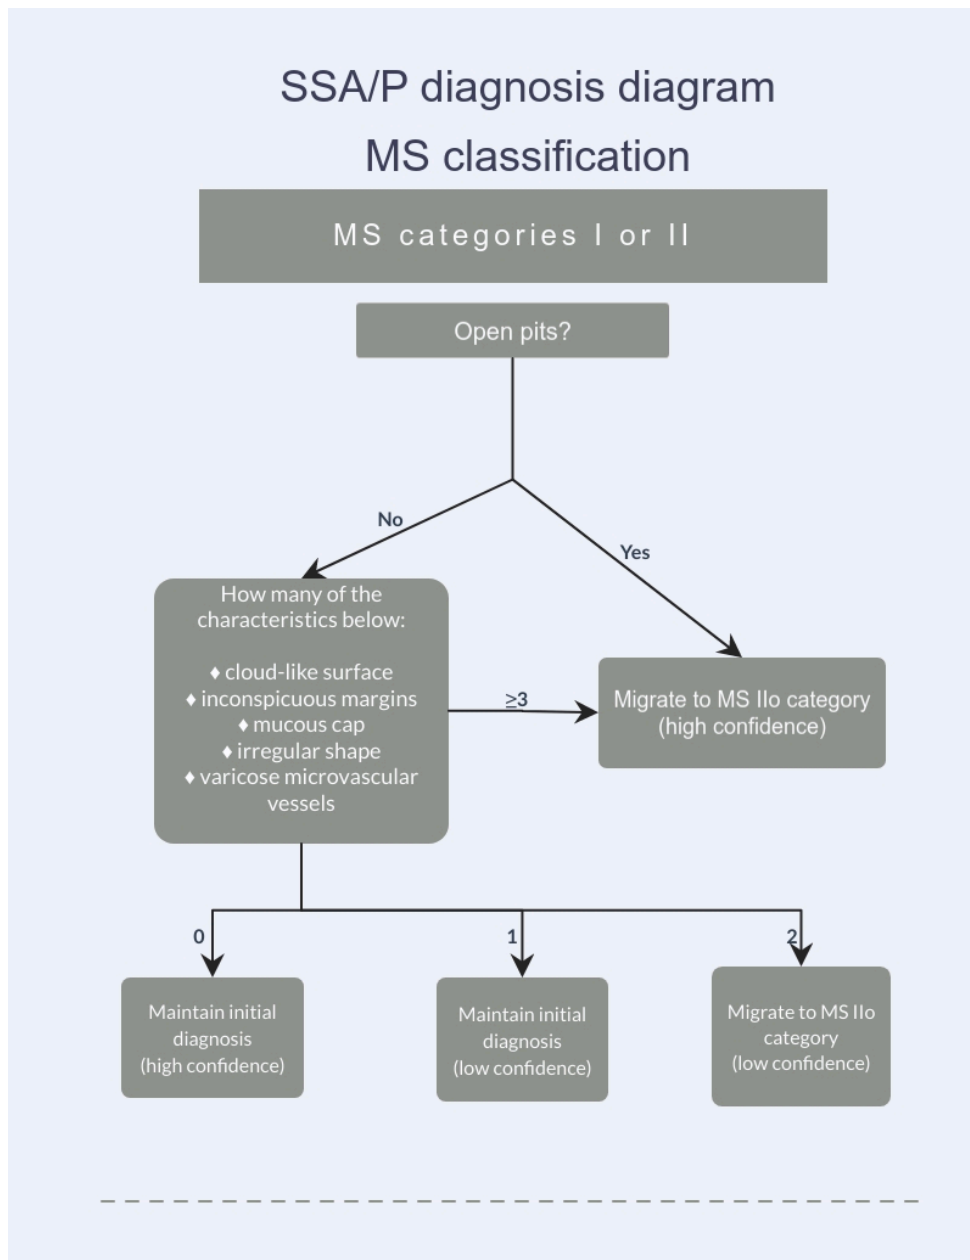 SSA/P diagnosis diagram
MS classification
MS categories I or II
Open pits?
No
Yes
How many of the
characteristics below:
♦ cloud-like surface
♦ inconspicuous margins
♦ mucous cap
♦ irregular shape
♦ varicose microvascular
vessels
≥3
Migrate to MS IIo category
(high confidence)
0
1
2
Maintain initial
diagnosis
(high confidence)
Maintain initial
diagnosis
(low confidence)
Migrate to MS IIo
category
(low confidence)